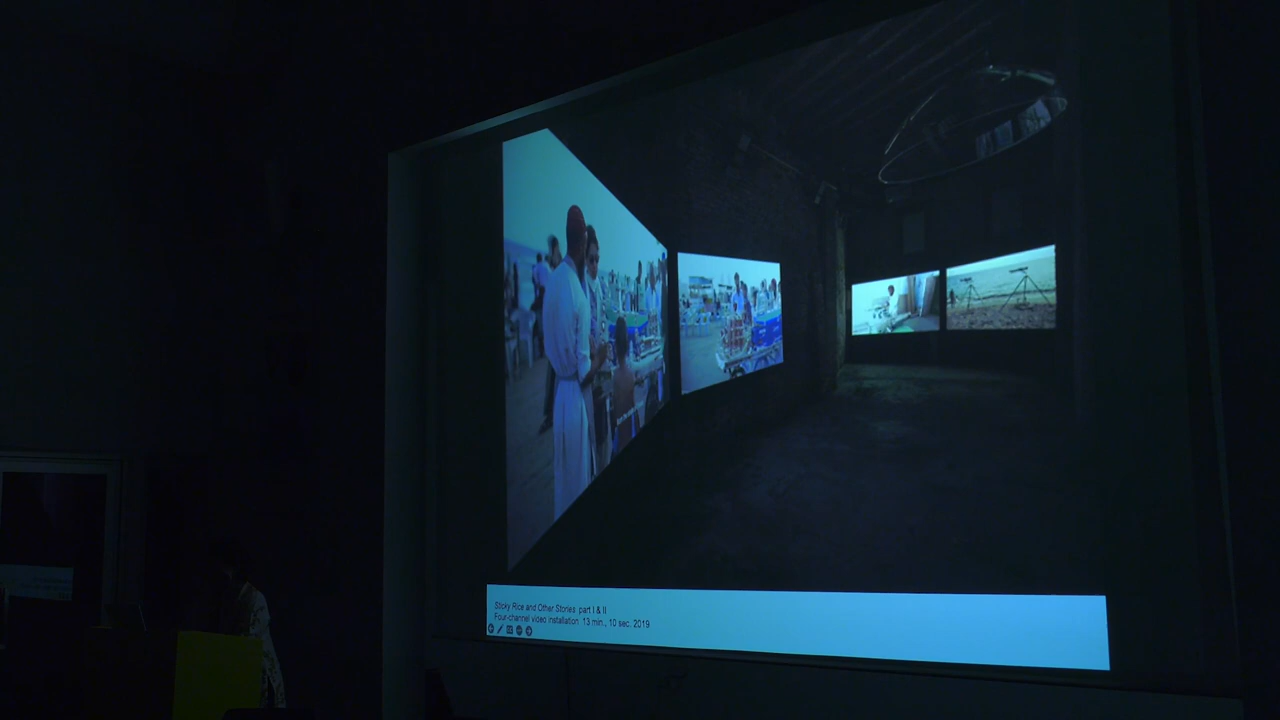 Sticky Rice and Other Stories part I & II
Four-channel video installation 13 min., 10 sec. 2019